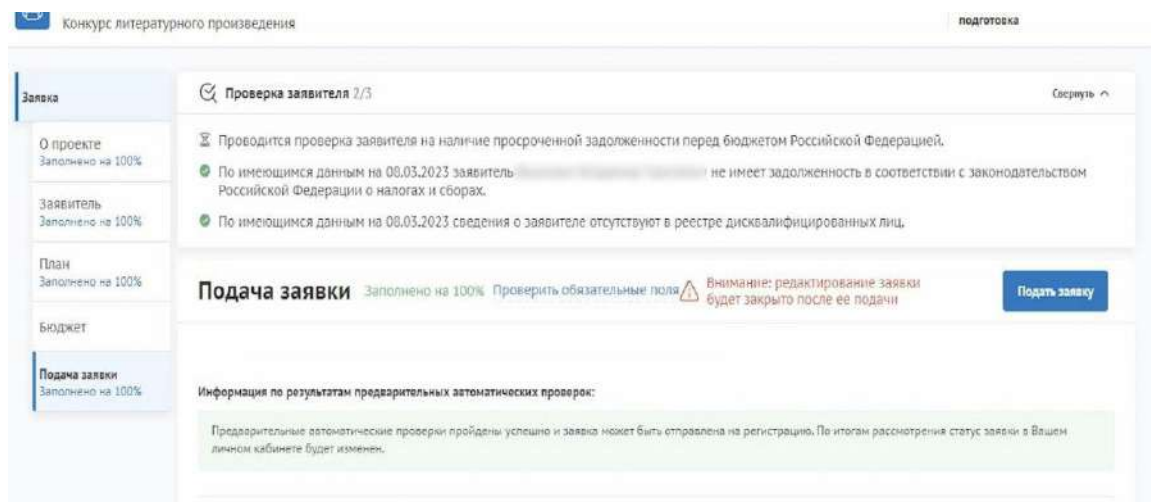 Конкурс литературного произведения
подготовка
Заявка
О проекте
Заполнено на 100%
Заявитель
Заполнено на 100%
План
Заполнено на 100%
Бюджет
Подача заявки
Заполнено на 100%
Проверка заявителя 2/3
Свернуть
Проводится проверка заявителя на наличие просроченной задолженности перед бюджетом Российской Федерацией.
По имеющимся данным на 08.03.2023 заявитель не имеет задолженность в соответствии с законодательством
Российской Федерации о налогах и сборах.
По имеющимся данным на 08.03.2023 сведения о заявителе отсутствуют в реестре дисквалифицированных лиц.
Подача заявки Заполнено на 100% Проверить обязательные поля
Внимание: редактирование заявки
будет закрыто после ее подачи
Подать заявку
Информация по результатам предварительных автоматических проверок:
Предварительные автоматические проверки пройдены успешно и заявка может быть отправлена на регистрацию. По итогам рассмотрения статус заявки в Вашем
личном кабинете будет изменен.